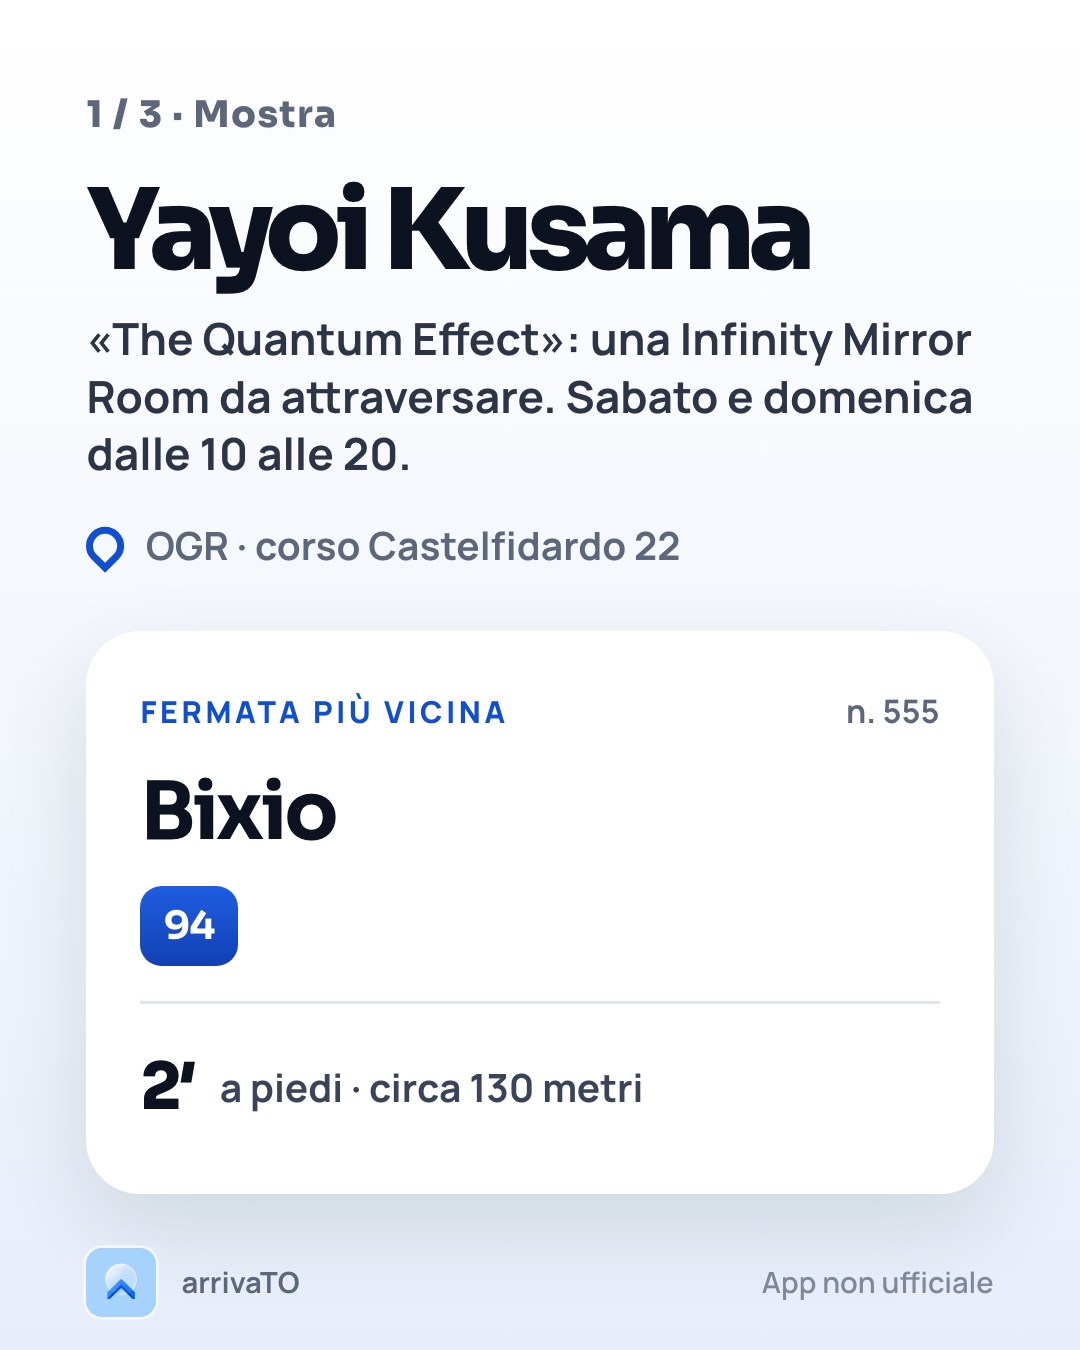 1 / 3 · Mostra
Yayoi Kusama
«The Quantum Effect»: una Infinity Mirror
Room da attraversare. Sabato e domenica
dalle 10 alle 20.
OGR · corso Castelfidardo 22
FERMATA PIÙ VICINA
n. 555
Bixio
94
2′ a piedi · circa 130 metri
arrivaTO
App non ufficiale